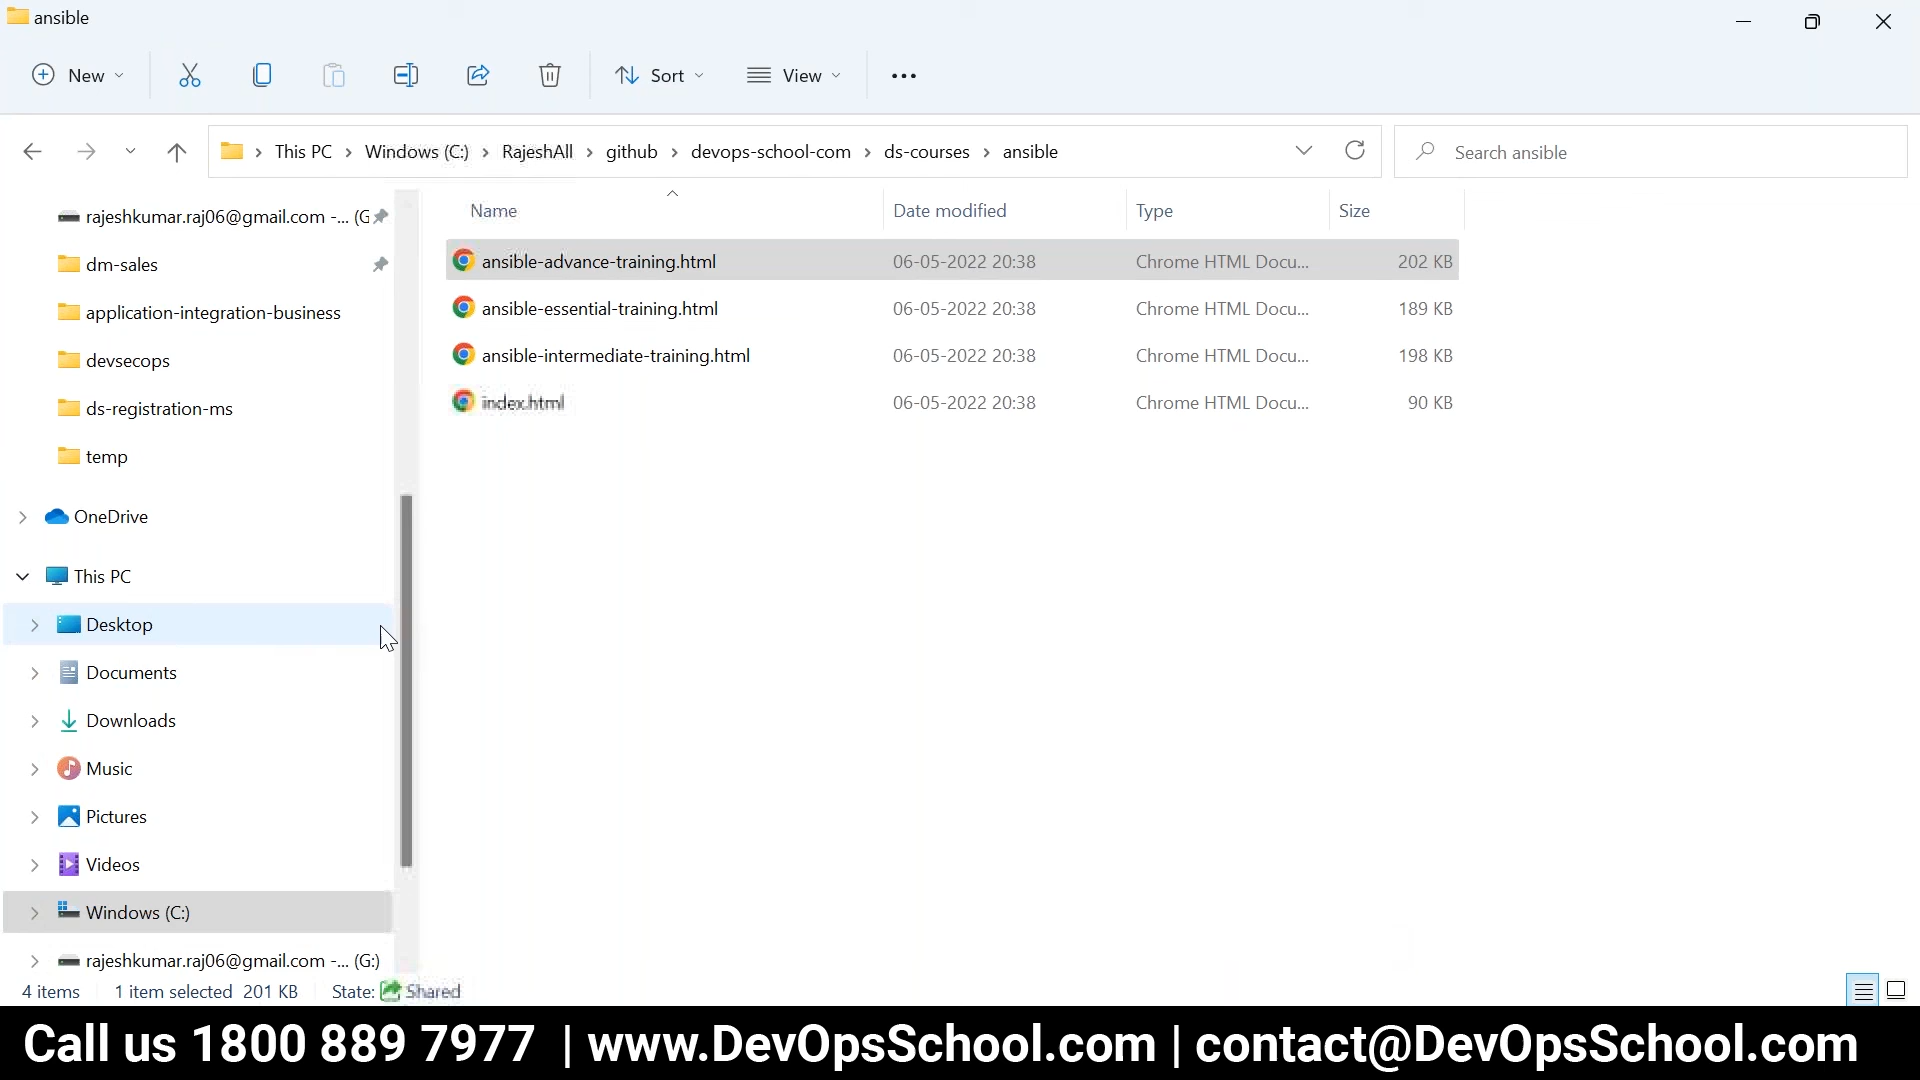 ansible
New
Sort
View
This PC
Windows (C:)
RajeshAll
github
devops-school-com
ds-courses
ansible
Search ansible
Name
Date modified
Type
Size
rajeshkumar.raj06@gmail.com -... (G
dm-sales
application-integration-business
devsecops
ds-registration-ms
temp
OneDrive
This PC
Desktop
Documents
Downloads
Music
Pictures
Videos
Windows (C:)
rajeshkumar.raj06@gmail.com -... (G:)
ansible-advance-training.html 06-05-2022 20:38 Chrome HTML Docu... 202 KB
ansible-essential-training.html 06-05-2022 20:38 Chrome HTML Docu... 189 KB
ansible-intermediate-training.html 06-05-2022 20:38 Chrome HTML Docu... 198 KB
index.html 06-05-2022 20:38 Chrome HTML Docu... 90 KB
4 items 1 item selected 201 KB State: Shared
Call us 1800 889 7977 | www.DevOpsSchool.com | contact@DevOpsSchool.com